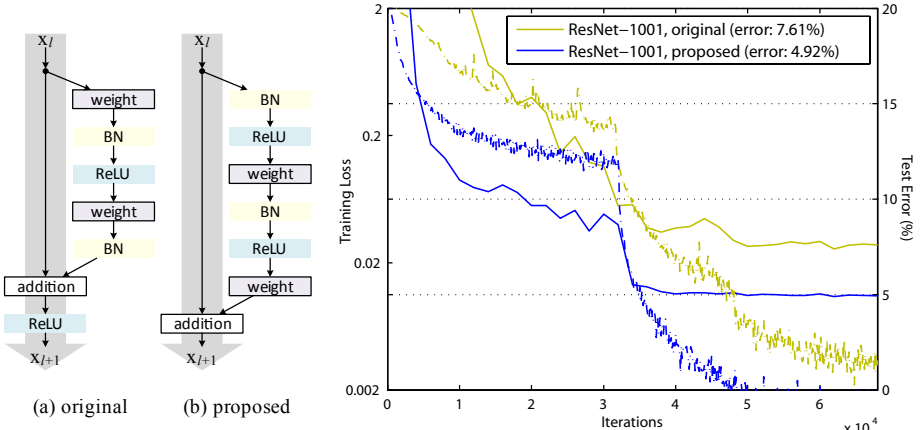 x_l
weight
BN
ReLU
weight
BN
addition
ReLU
x_{l+1}
(a) original
x_l
BN
ReLU
weight
BN
ReLU
weight
addition
x_{l+1}
(b) proposed
ResNet−1001, original (error: 7.61%)
ResNet−1001, proposed (error: 4.92%)
2
0.2
0.02
0.002
Training Loss
20
15
10
5
0
Test Error (%)
0 1 2 3 4 5 6
Iterations
x 10^4